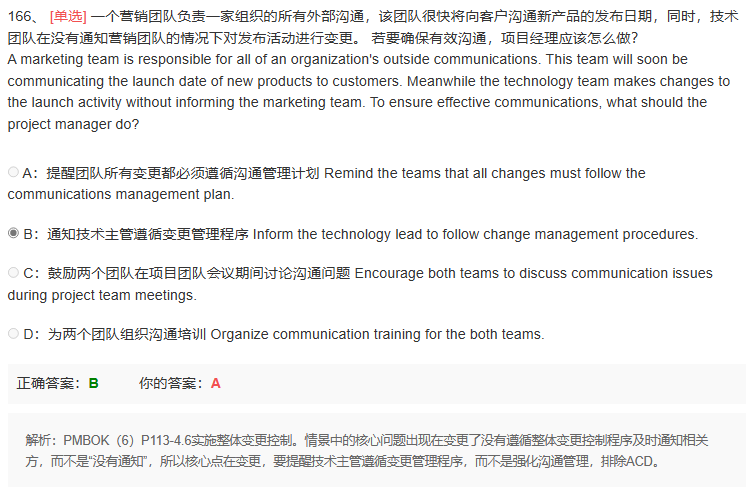 166、 [单选] 一个营销团队负责一家组织的所有外部沟通，该团队很快将向客户沟通新产品的发布日期，同时，技术
团队在没有通知营销团队的情况下对发布活动进行变更。 若要确保有效沟通，项目经理应该怎么做？
A marketing team is responsible for all of an organization's outside communications. This team will soon be
communicating the launch date of new products to customers. Meanwhile the technology team makes changes to
the launch activity without informing the marketing team. To ensure effective communications, what should the
project manager do?
A：提醒团队所有变更都必须遵循沟通管理计划 Remind the teams that all changes must follow the
communications management plan.
B：通知技术主管遵循变更管理程序 Inform the technology lead to follow change management procedures.
C：鼓励两个团队在项目团队会议期间讨论沟通问题 Encourage both teams to discuss communication issues
during project team meetings.
D：为两个团队组织沟通培训 Organize communication training for the both teams.
正确答案：B 你的答案：A
解析：PMBOK（6）P113-4.6实施整体变更控制。情景中的核心问题出现在变更了没有遵循整体变更控制程序及时通知相关
方，而不是“没有通知”，所以核心点在变更，要提醒技术主管遵循变更管理程序，而不是强化沟通管理，排除ACD。